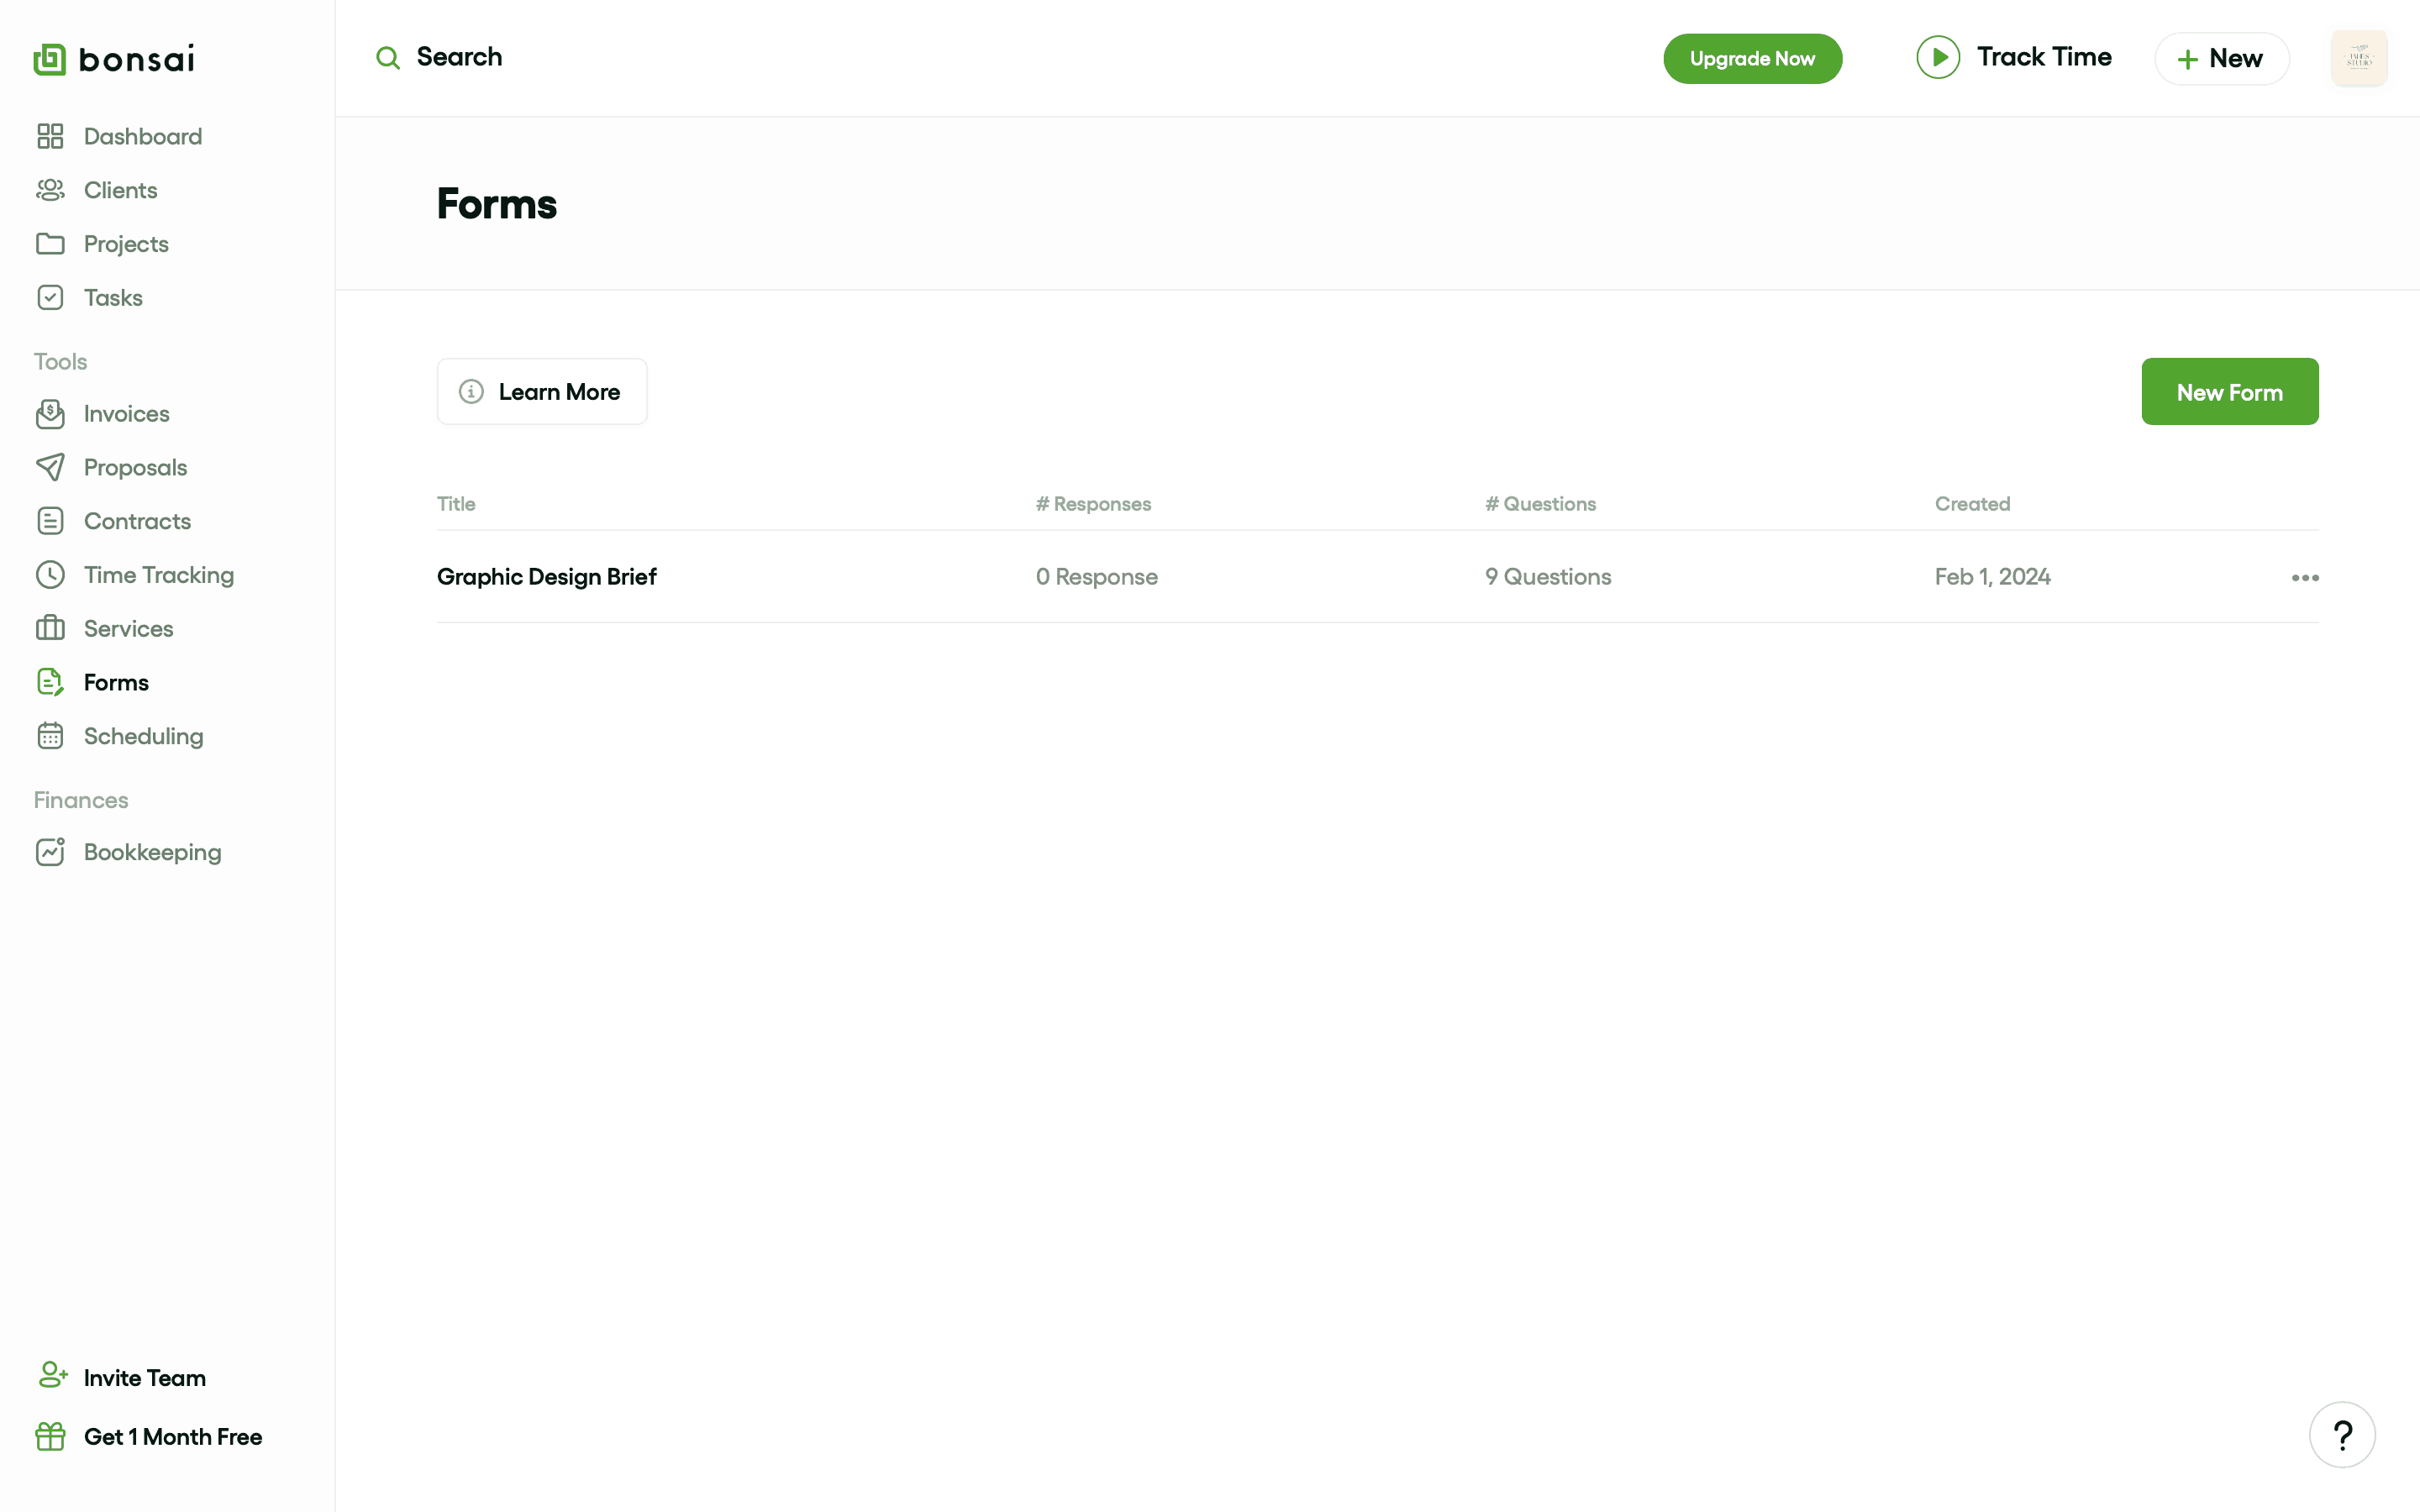 bonsai
Search
Upgrade Now
Track Time
New
JAMES
STUDIO
Dashboard
Clients
Projects
Tasks
Tools
Invoices
Proposals
Contracts
Time Tracking
Services
Forms
Scheduling
Finances
Bookkeeping
Invite Team
Get 1 Month Free
Forms
Learn More
New Form
Title # Responses # Questions Created
Graphic Design Brief 0 Response 9 Questions Feb 1, 2024
?